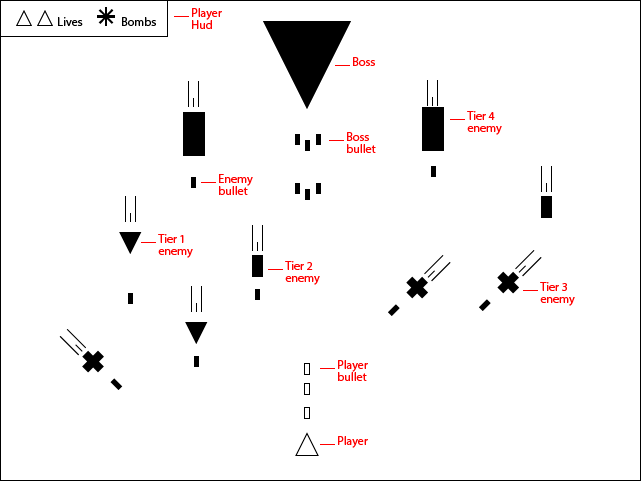 Lives
Bombs
Player
Hud
Boss
Tier 4
enemy
Boss
bullet
Enemy
bullet
Tier 1
enemy
Tier 2
enemy
Tier 3
enemy
Player
bullet
Player